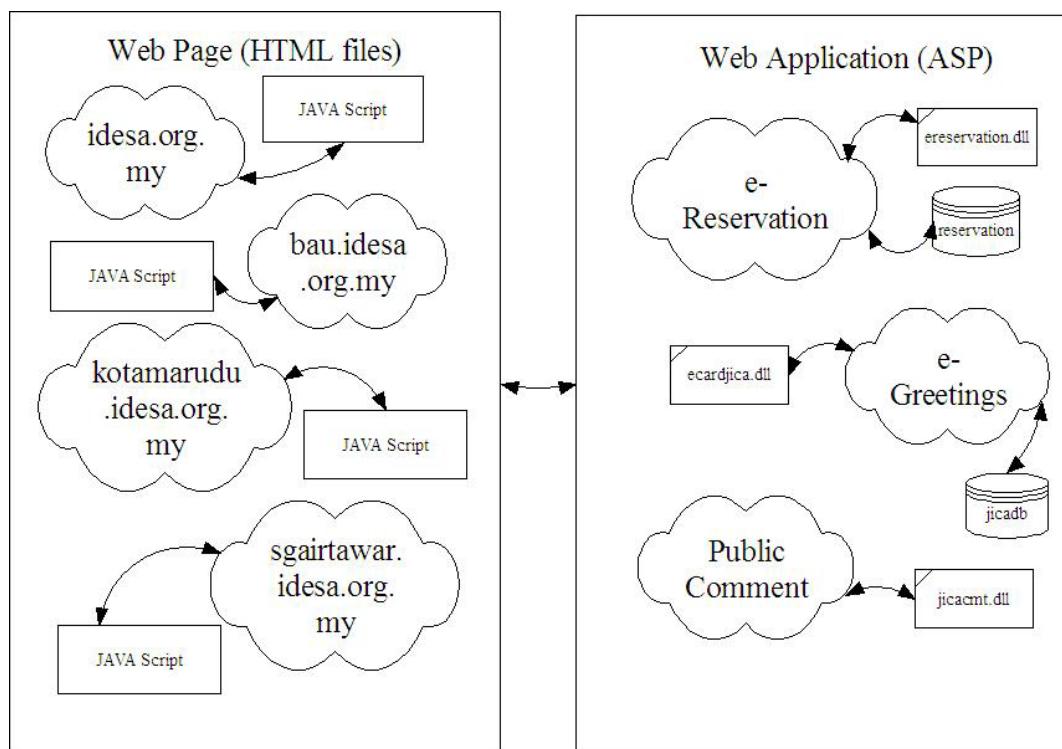 Web Page (HTML files)
JAVA Script
idesa.org.
my
bau.idesa
.org.my
JAVA Script
kotamarudu
.idesa.org.
my
JAVA Script
sgairtawar.
idesa.org.
my
JAVA Script
Web Application (ASP)
ereservation.dll
e-
Reservation
reservation
ecardjica.dll
e-
Greetings
jicadb
Public
Comment
jicacmt.dll